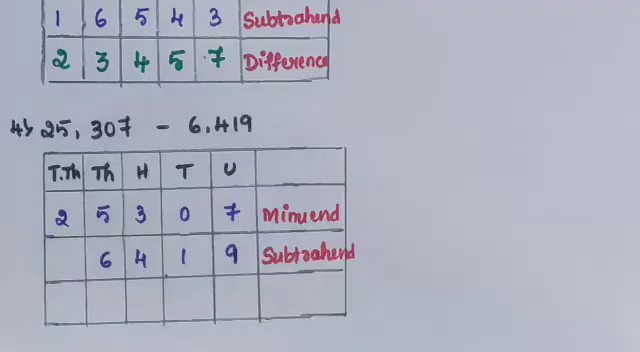 1 6 5 4 3 Subtrahend
2 3 4 5 7 Difference
4) 25, 307 - 6,419
T.Th Th H T U
2 5 3 0 7 Minuend
6 4 1 9 Subtrahend